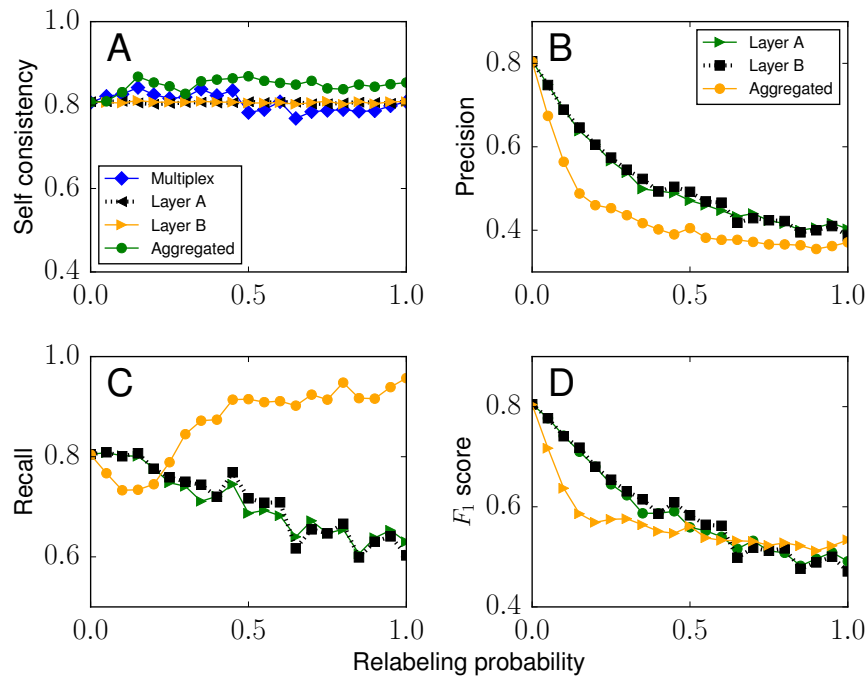 A
Self consistency
1.0
0.8
0.6
0.4
Multiplex
Layer A
Layer B
Aggregated
0.0 0.5 1.0
B
Precision
0.8
0.6
0.4
Layer A
Layer B
Aggregated
0.0 0.5 1.0
C
Recall
1.0
0.8
0.6
0.0 0.5 1.0
D
F1 score
0.8
0.6
0.4
0.0 0.5 1.0
Relabeling probability